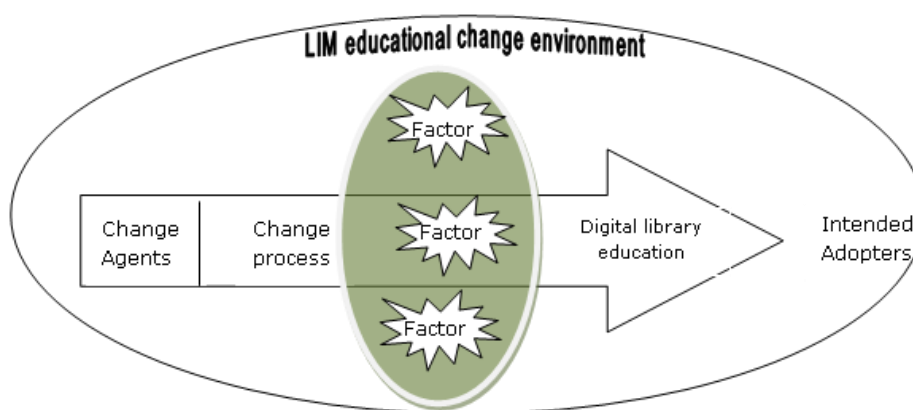 LIM educational change environment
Factor
Change
Agents
Change
process
Factor
Digital library
education
Intended
Adopters
Factor